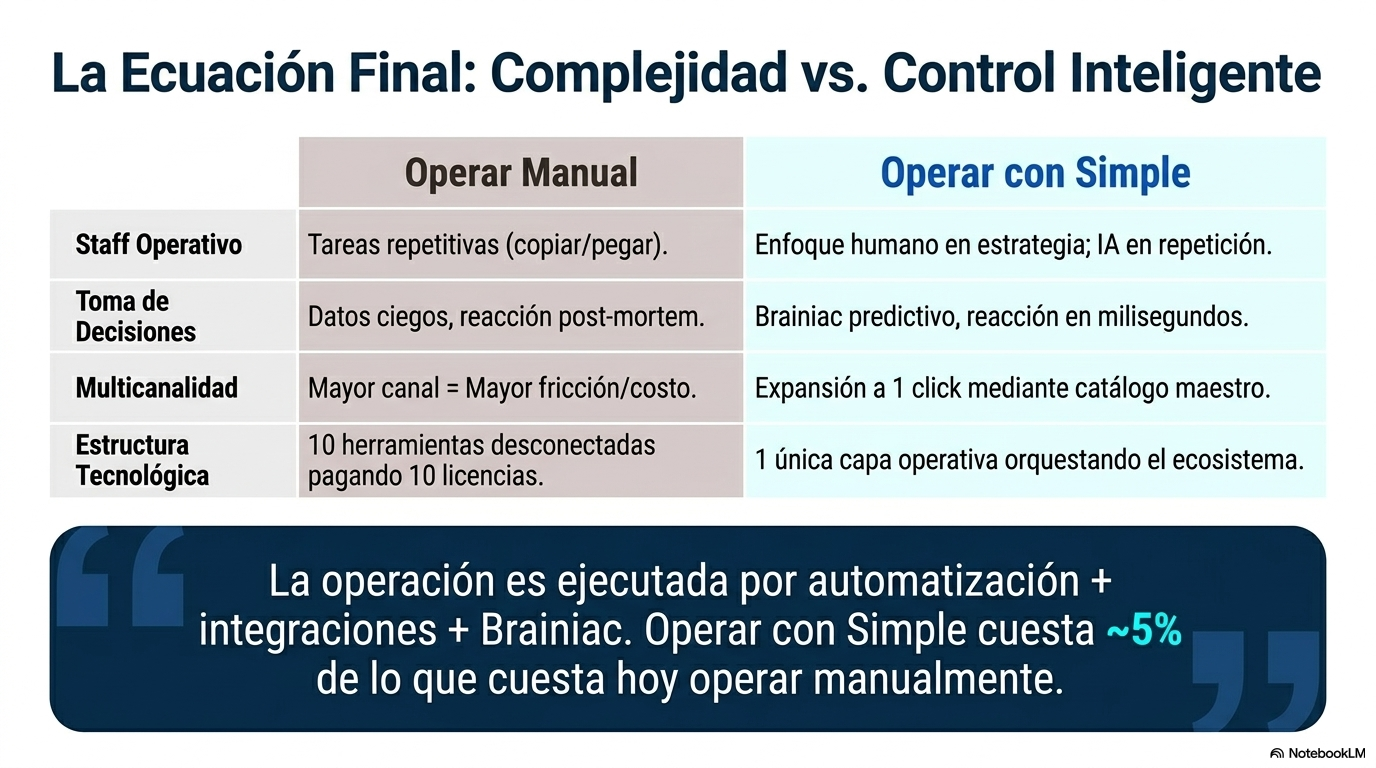 La Ecuación Final: Complejidad vs. Control Inteligente
Operar Manual
Operar con Simple
Staff Operativo
Tareas repetitivas (copiar/pegar).
Enfoque humano en estrategia; IA en repetición.
Toma de
Decisiones
Datos ciegos, reacción post-mortem.
Brainiac predictivo, reacción en milisegundos.
Multicanalidad
Mayor canal = Mayor fricción/costo.
Expansión a 1 click mediante catálogo maestro.
Estructura
Tecnológica
10 herramientas desconectadas
pagando 10 licencias.
1 única capa operativa orquestando el ecosistema.
La operación es ejecutada por automatización +
integraciones + Brainiac. Operar con Simple cuesta ~5%
de lo que cuesta hoy operar manualmente.
NotebookLM